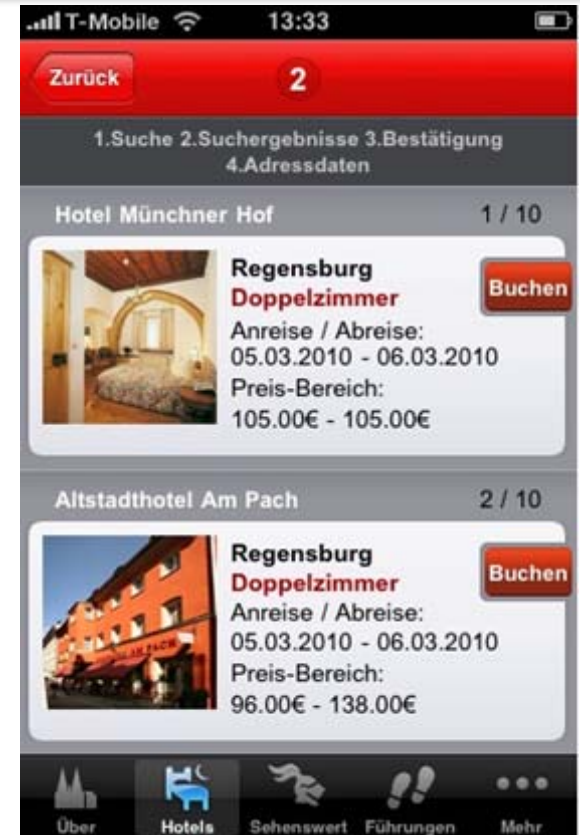 T-Mobile 13:33
Zurück 2
1.Suche 2.Suchergebnisse 3.Bestätigung
4.Adressdaten
Hotel Münchner Hof 1 / 10
Regensburg
Doppelzimmer
Buchen
Anreise / Abreise:
05.03.2010 - 06.03.2010
Preis-Bereich:
105.00€ - 105.00€
Altstadthotel Am Pach 2 / 10
Regensburg
Doppelzimmer
Buchen
Anreise / Abreise:
05.03.2010 - 06.03.2010
Preis-Bereich:
96.00€ - 138.00€
AM PACH
Über Hotels Sehenswert Führungen Mehr